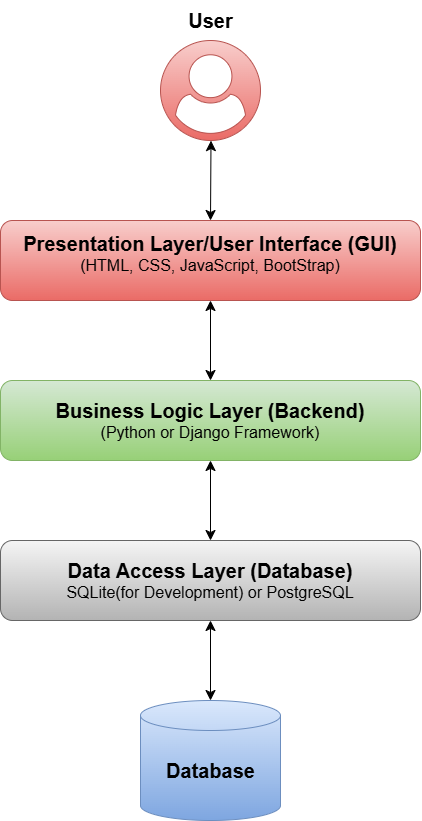 User
Presentation Layer/User Interface (GUI)
(HTML, CSS, JavaScript, BootStrap)
Business Logic Layer (Backend)
(Python or Django Framework)
Data Access Layer (Database)
SQLite(for Development) or PostgreSQL
Database